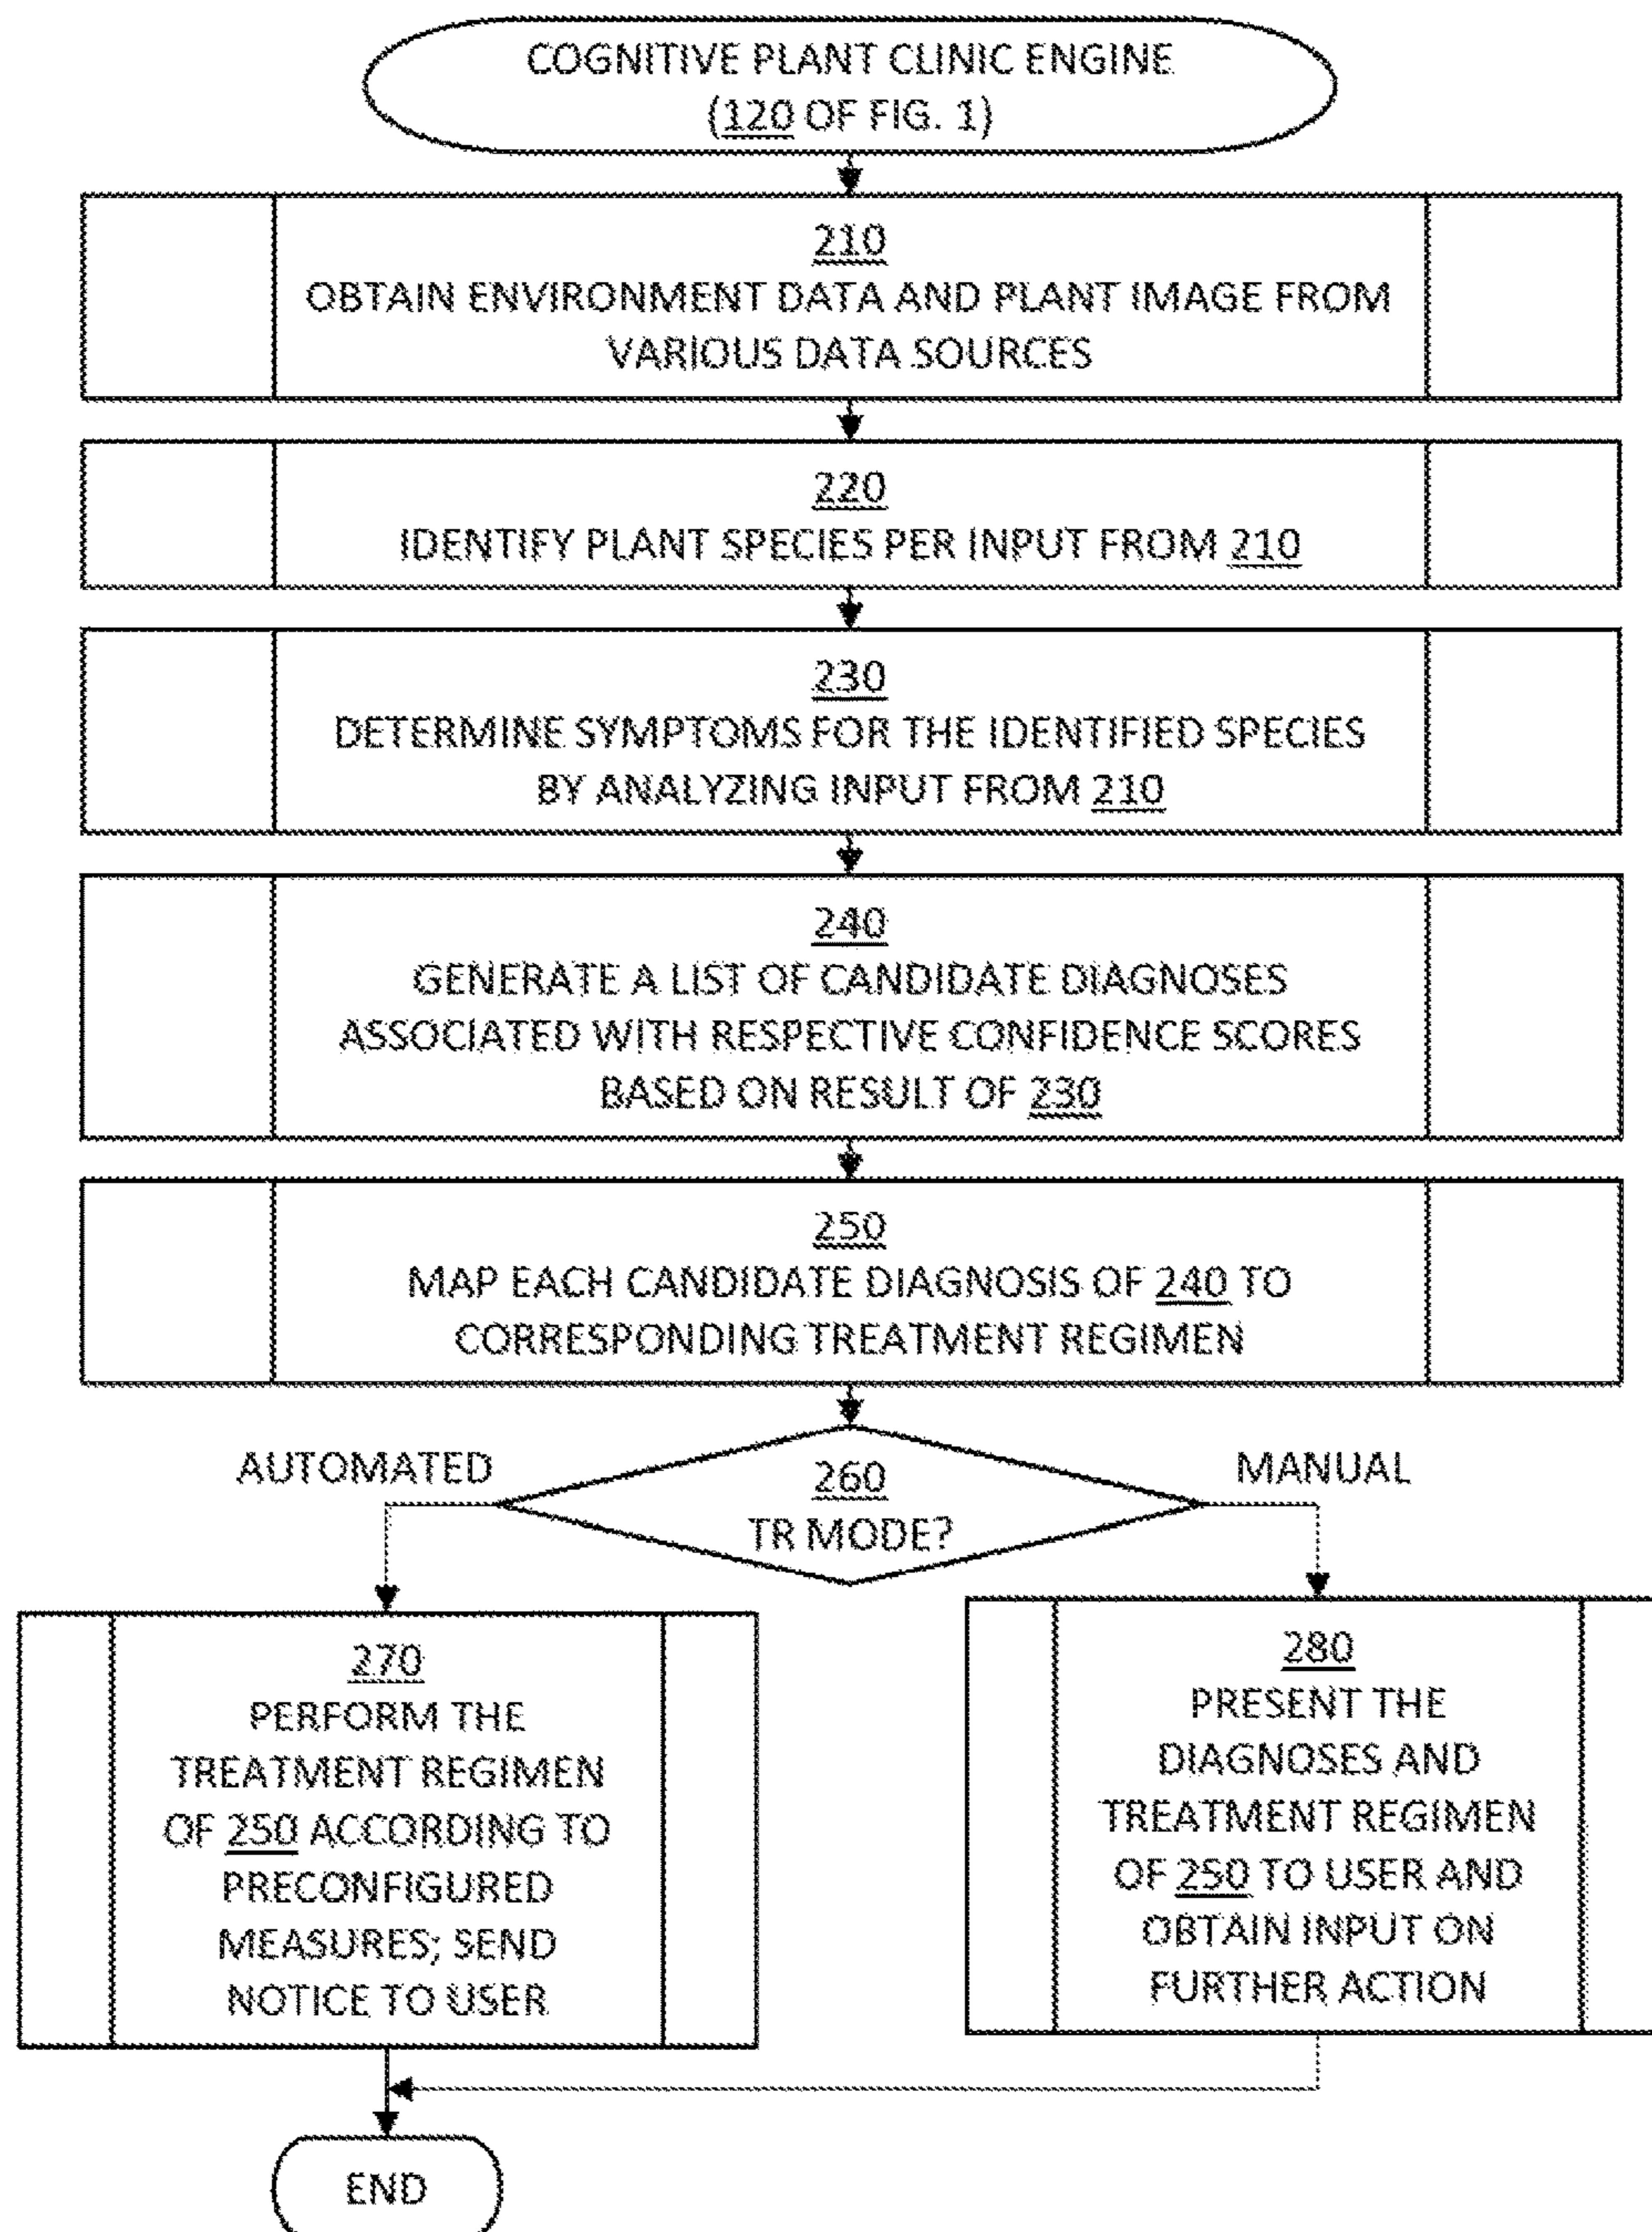 COGNITIVE PLANT CLINIC ENGINE
(120 OF FIG. 1)
210
OBTAIN ENVIRONMENT DATA AND PLANT IMAGE FROM
VARIOUS DATA SOURCES
220
IDENTIFY PLANT SPECIES PER INPUT FROM 210
230
DETERMINE SYMPTOMS FOR THE IDENTIFIED SPECIES
BY ANALYZING INPUT FROM 210
240
GENERATE A LIST OF CANDIDATE DIAGNOSES
ASSOCIATED WITH RESPECTIVE CONFIDENCE SCORES
BASED ON RESULT OF 230
250
MAP EACH CANDIDATE DIAGNOSIS OF 240 TO
CORRESPONDING TREATMENT REGIMEN
AUTOMATED
260
TR MODE?
MANUAL
270
PERFORM THE
TREATMENT REGIMEN
OF 250 ACCORDING TO
PRECONFIGURED
MEASURES; SEND
NOTICE TO USER
280
PRESENT THE
DIAGNOSES AND
TREATMENT REGIMEN
OF 250 TO USER AND
OBTAIN INPUT ON
FURTHER ACTION
END